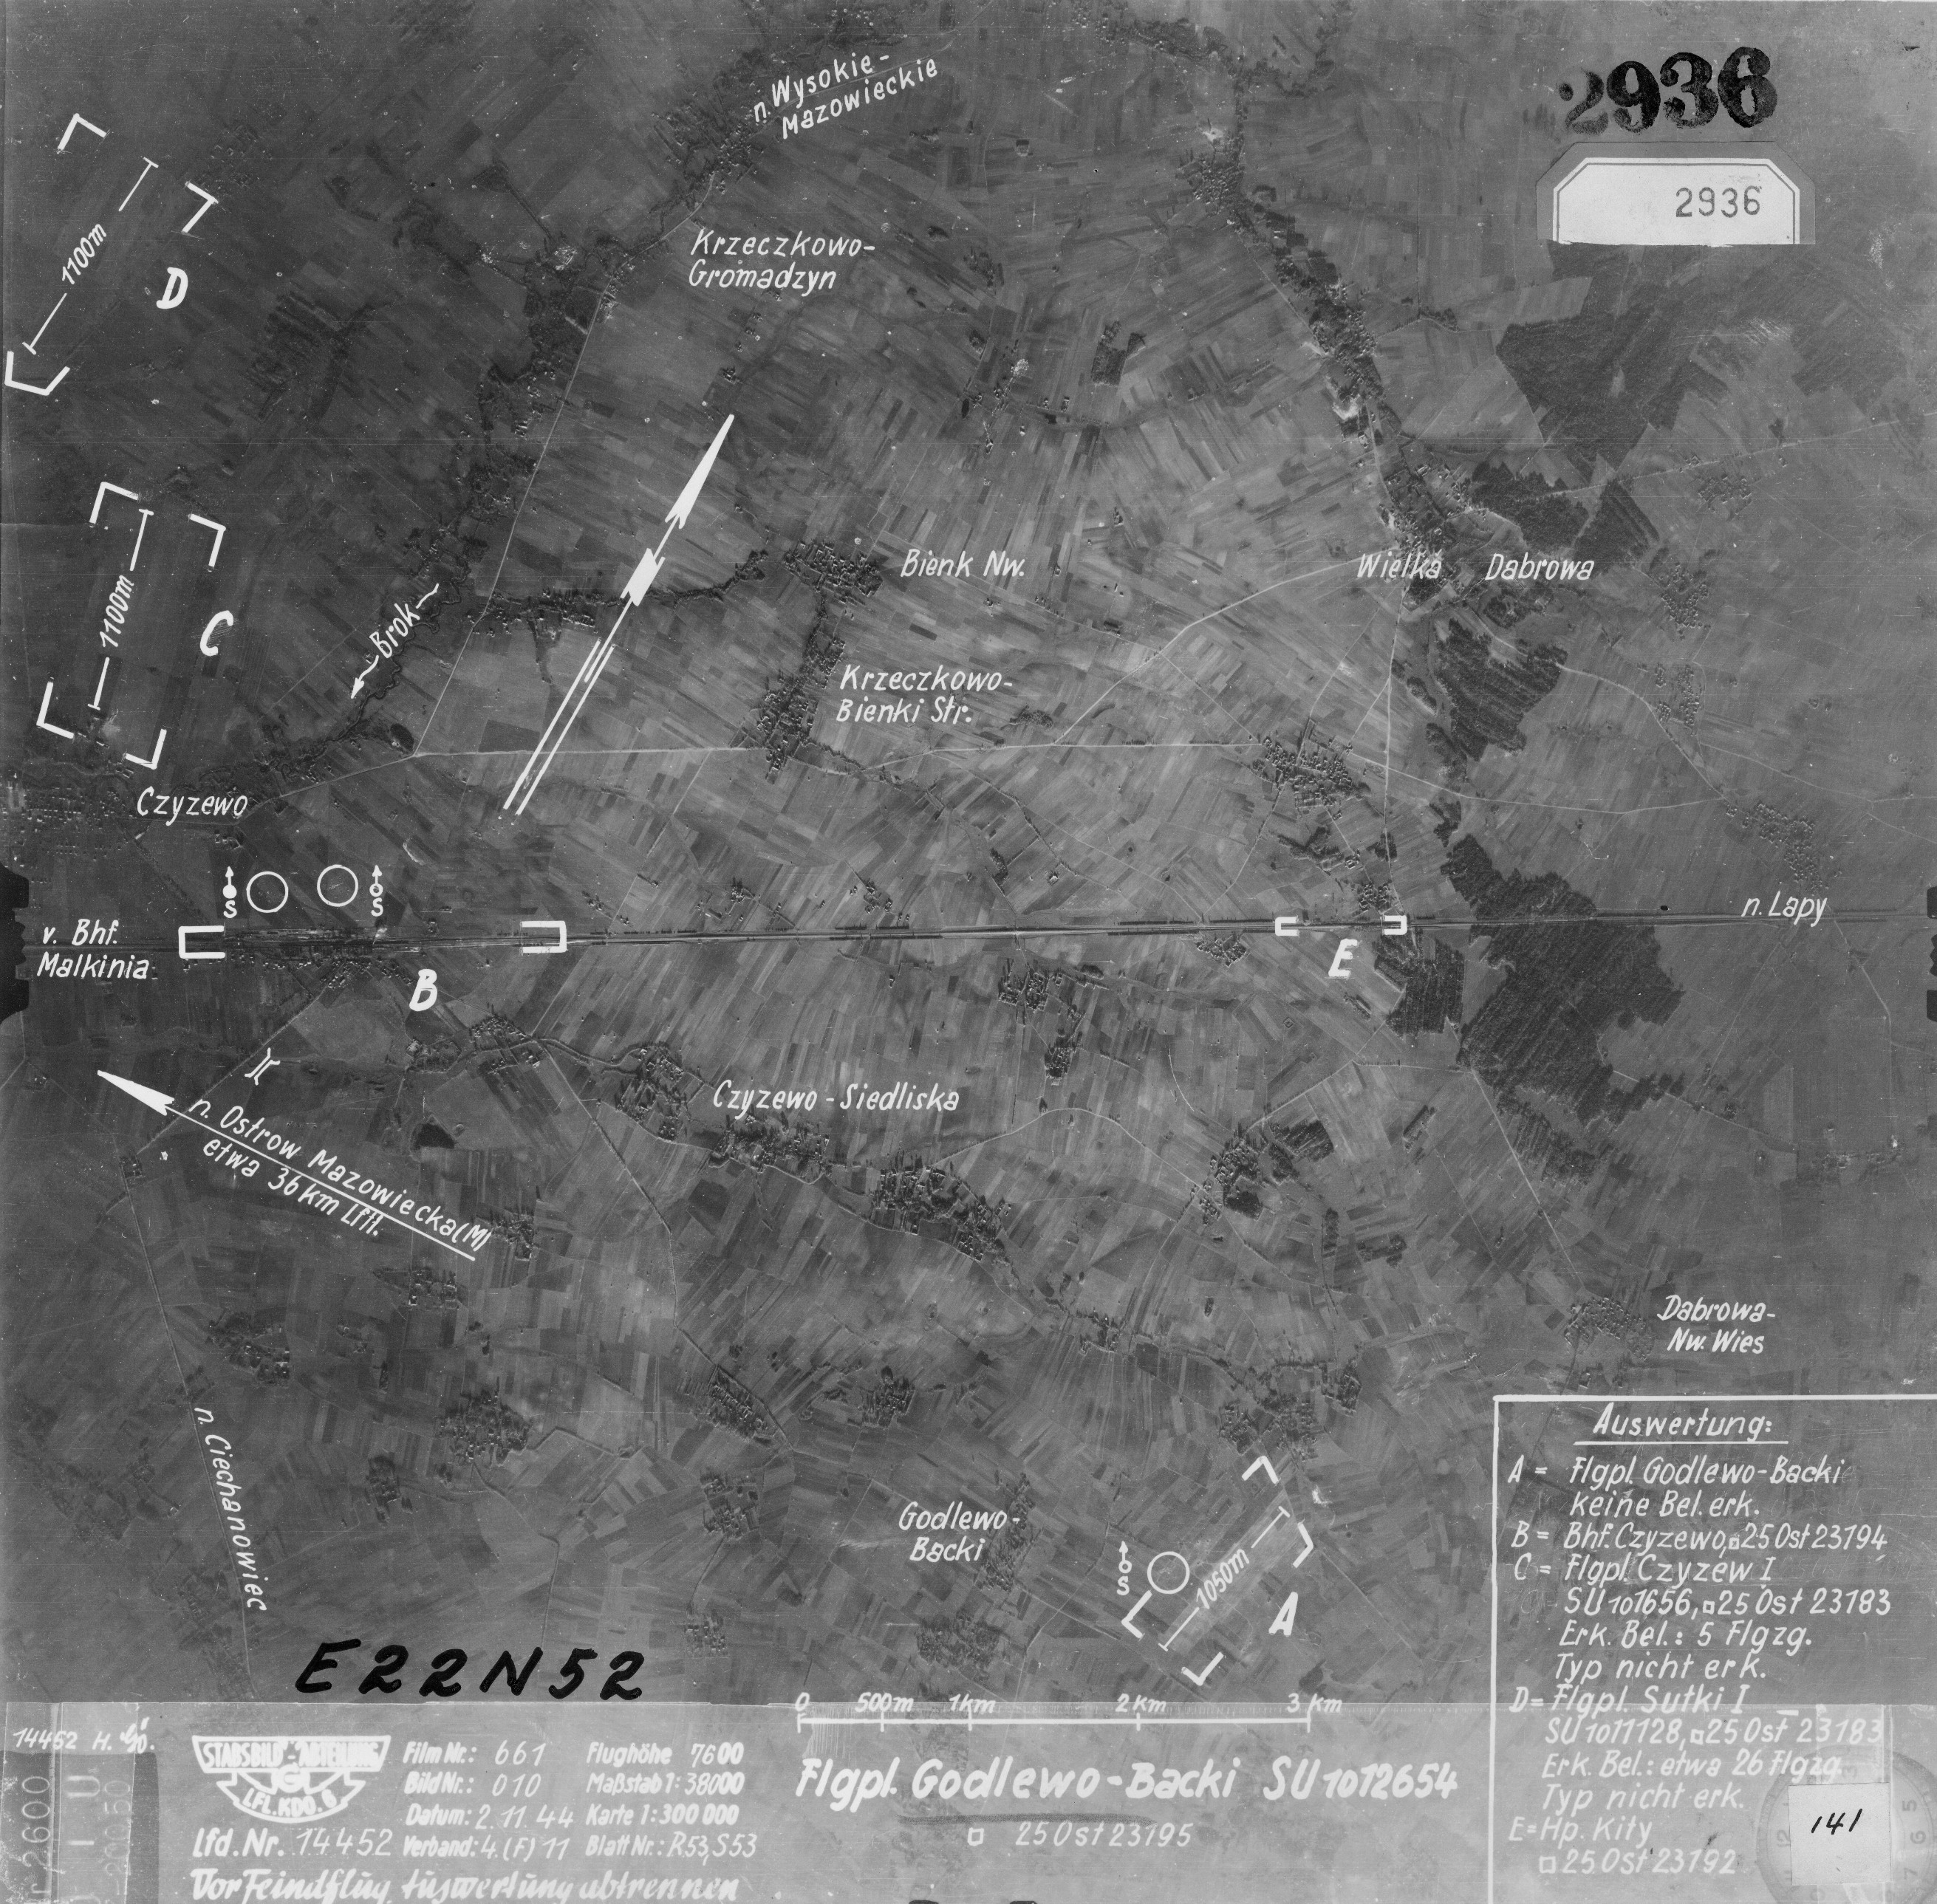 2936
2936
n. Wysokie-
Mazowieckie
1100m
D
Krzeczkowo-
Gromadzyn
1100m
C
Brok
Bienk Nw.
Wielka Dabrowa
Krzeczkowo-
Bienki Str.
Czyzewo
S
S
v. Bhf.
Malkinia
B
E
n. Lapy
n. Ostrow Mazowiecka (M)
etwa 36 km Lfl.
Czyzewo-Siedliska
n. Ciechanowiec
Dabrowa-
Nw. Wies
Godlewo-
Backi
S
1050m
A
Auswertung:
A = Flgpl. Godlewo-Backi
keine Bel. erk.
B = Bhf. Czyzewo, 25 Ost 23194
C = Flgpl. Czyzew I
SU 101656, 25 Ost 23183
Erk. Bel.: 5 Flgzg.
Typ nicht erk.
D = Flgpl. Sutki I
SU 1011128, 25 Ost 23183
Erk. Bel.: etwa 26 Flgzg.
Typ nicht erk.
E = Hp. Kity
25 Ost 23192
E22N52
0 500m 1km 2km 3 km
14452 H.
STABSBILD-ABTEILUNG
LFL. KDO. 6
Film Nr.: 661 Flughöhe 7600
Bild Nr.: 010 Maßstab 1: 38000
Datum: 2.11.44 Karte 1:300 000
Lfd. Nr. 14452 Verband: 4.(F) 11 Blatt Nr.: R53, S53
Vor Feindflug Auswertung abtrennen
Flgpl. Godlewo-Backi SU 1012654
25 Ost 23195
141